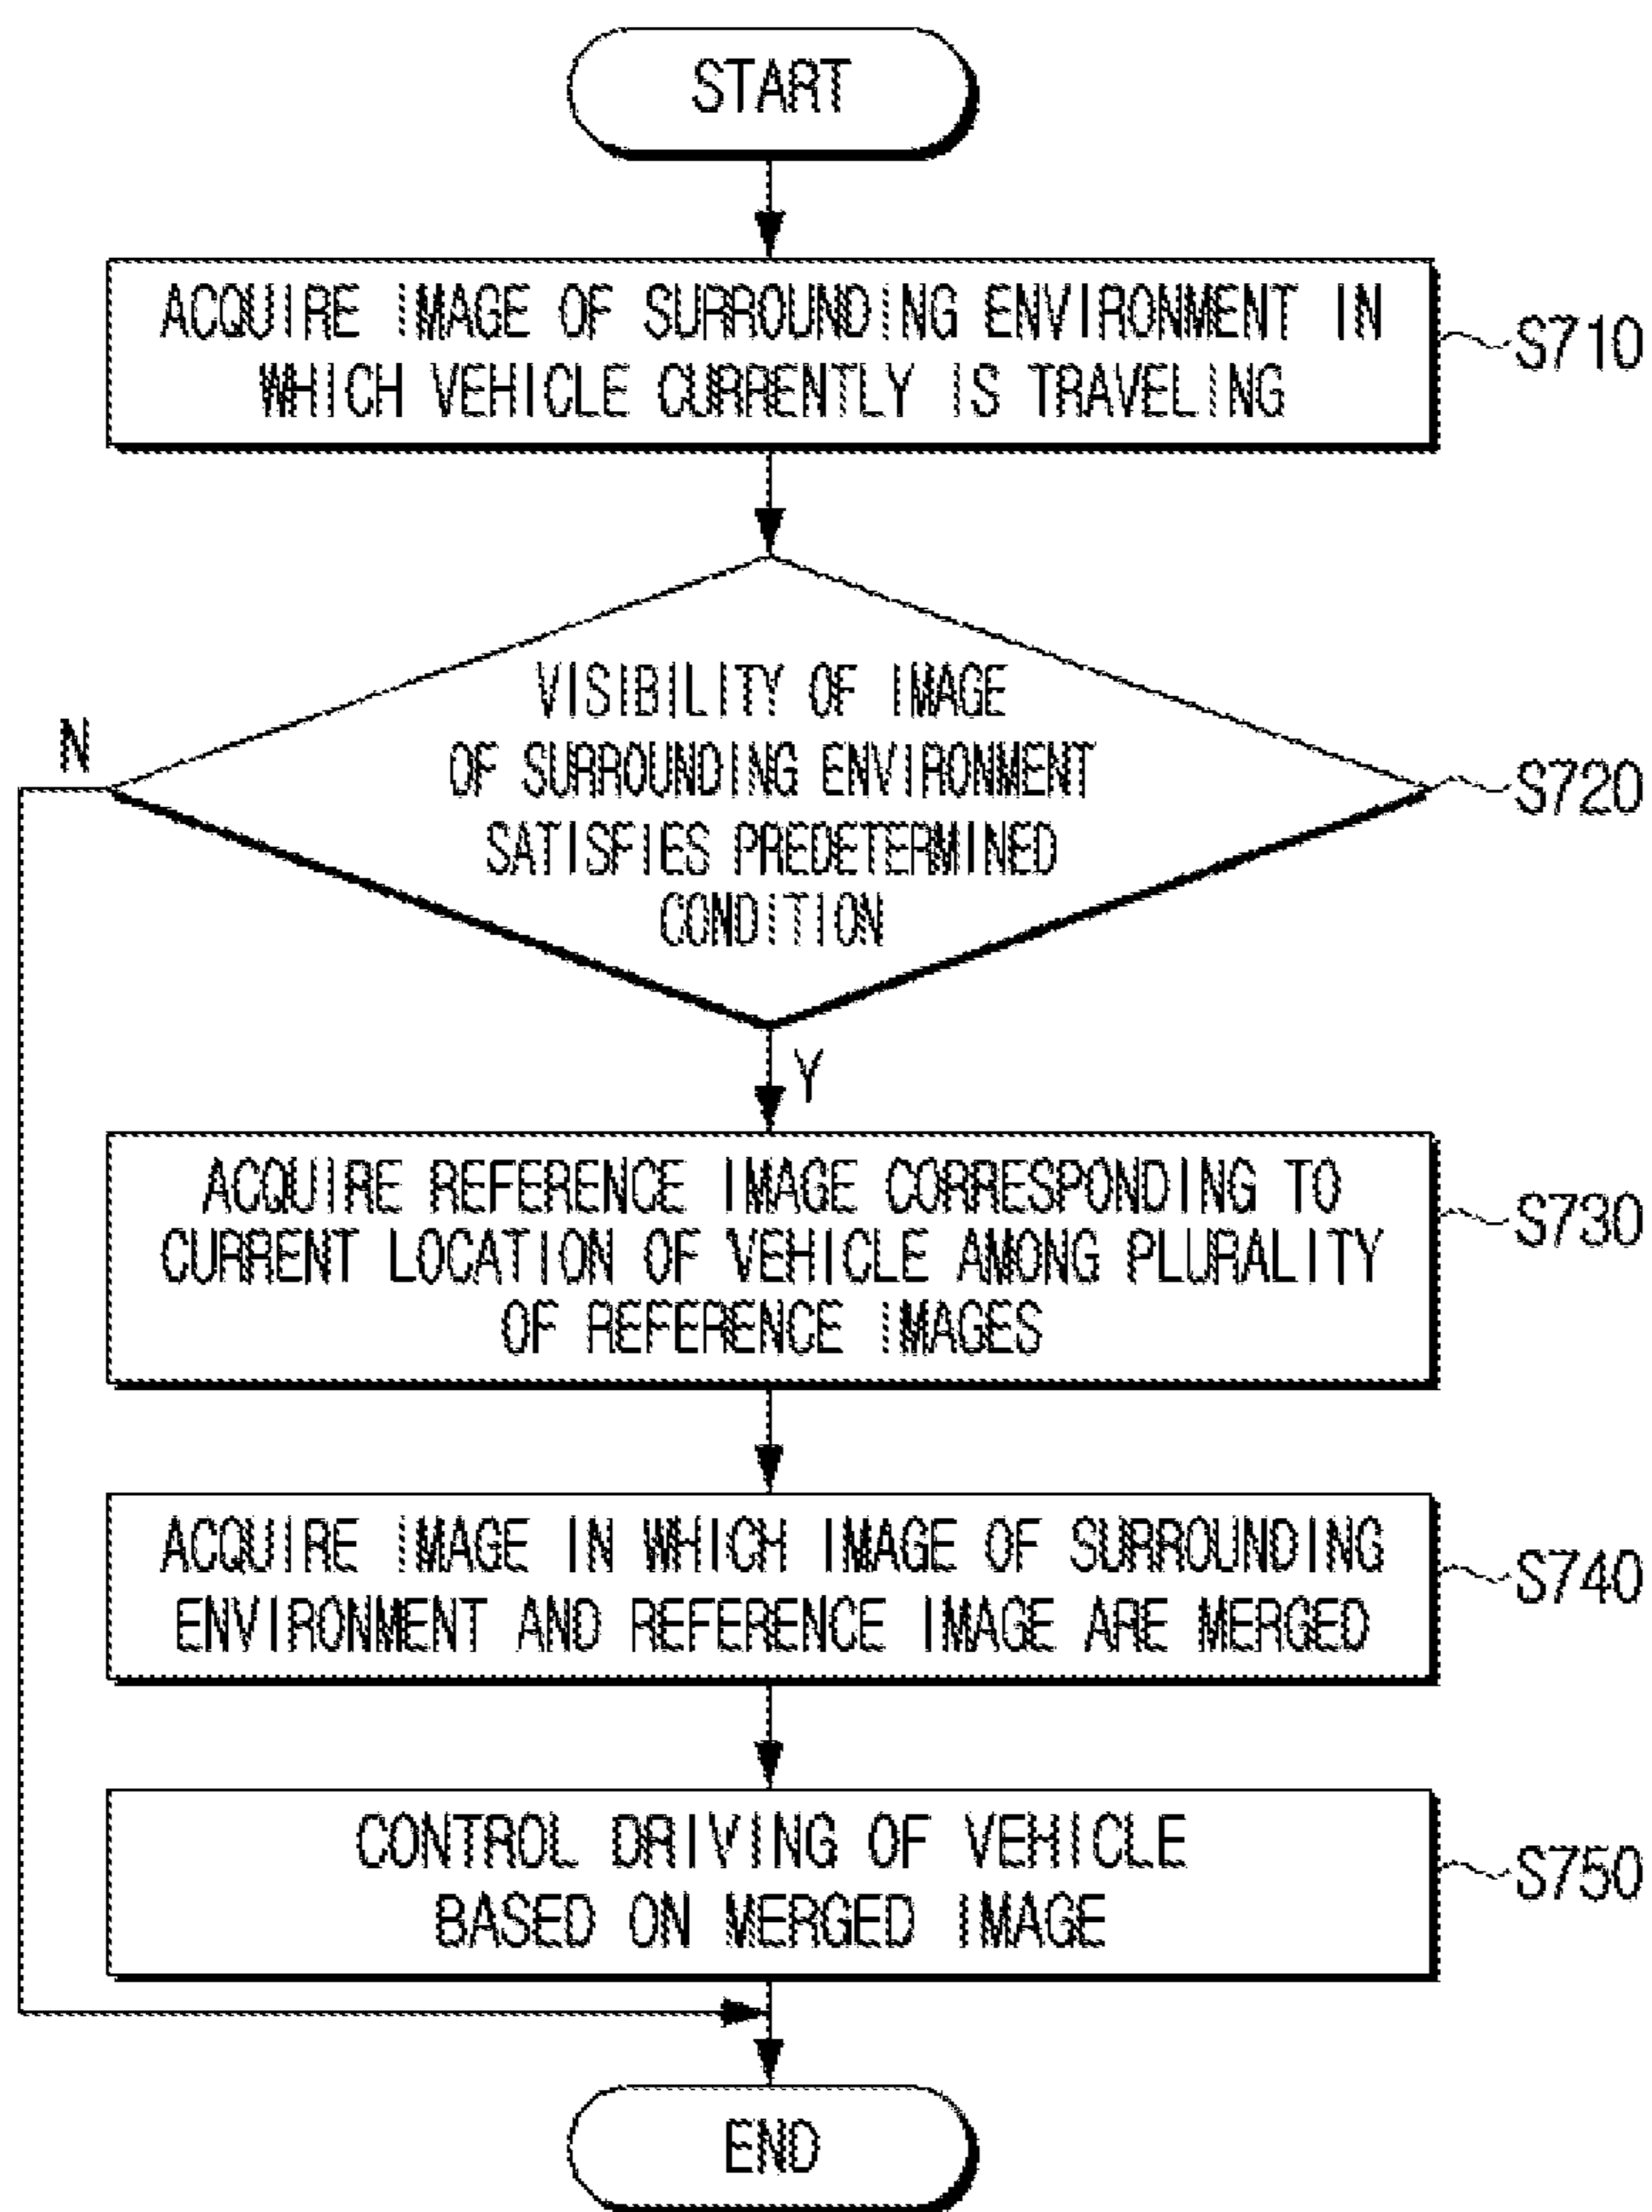 START
ACQUIRE IMAGE OF SURROUNDING ENVIRONMENT IN
WHICH VEHICLE CURRENTLY IS TRAVELING
S710
VISIBILITY OF IMAGE
OF SURROUNDING ENVIRONMENT
SATISFIES PREDETERMINED
CONDITION
N
S720
Y
ACQUIRE REFERENCE IMAGE CORRESPONDING TO
CURRENT LOCATION OF VEHICLE AMONG PLURALITY
OF REFERENCE IMAGES
S730
ACQUIRE IMAGE IN WHICH IMAGE OF SURROUNDING
ENVIRONMENT AND REFERENCE IMAGE ARE MERGED
S740
CONTROL DRIVING OF VEHICLE
BASED ON MERGED IMAGE
S750
END